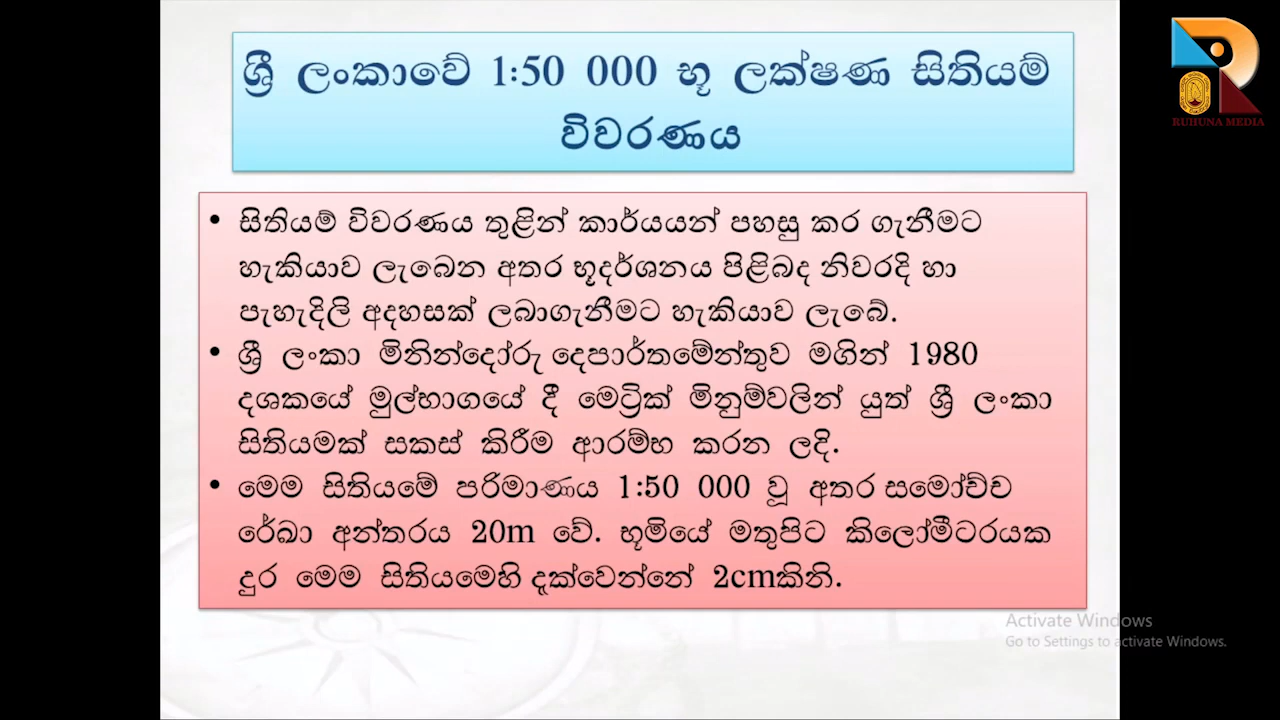 ශ්‍රී ලංකාවේ 1:50 000 භූ ලක්ෂණ සිතියම්
විවරණය
• සිතියම් විවරණය තුළින් කාර්යයන් පහසු කර ගැනීමට
හැකියාව ලැබෙන අතර භූදර්ශනය පිළිබද නිවරදි හා
පැහැදිලි අදහසක් ලබාගැනීමට හැකියාව ලැබේ.
• ශ්‍රී ලංකා මිනින්දෝරු දෙපාර්තමේන්තුව මගින් 1980
දශකයේ මුල්භාගයේ දී මෙට්‍රික් මිනුම්වලින් යුත් ශ්‍රී ලංකා
සිතියමක් සකස් කිරීම ආරම්භ කරන ලදි.
• මෙම සිතියමේ පරිමාණය 1:50 000 වූ අතර සමෝච්ච
රේඛා අන්තරය 20m වේ. භූමියේ මතුපිට කිලෝමීටරයක
දුර මෙම සිතියමෙහි දැක්වෙන්නේ 2cmකිනි.
RUHUNA MEDIA
Activate Windows
Go to Settings to activate Windows.